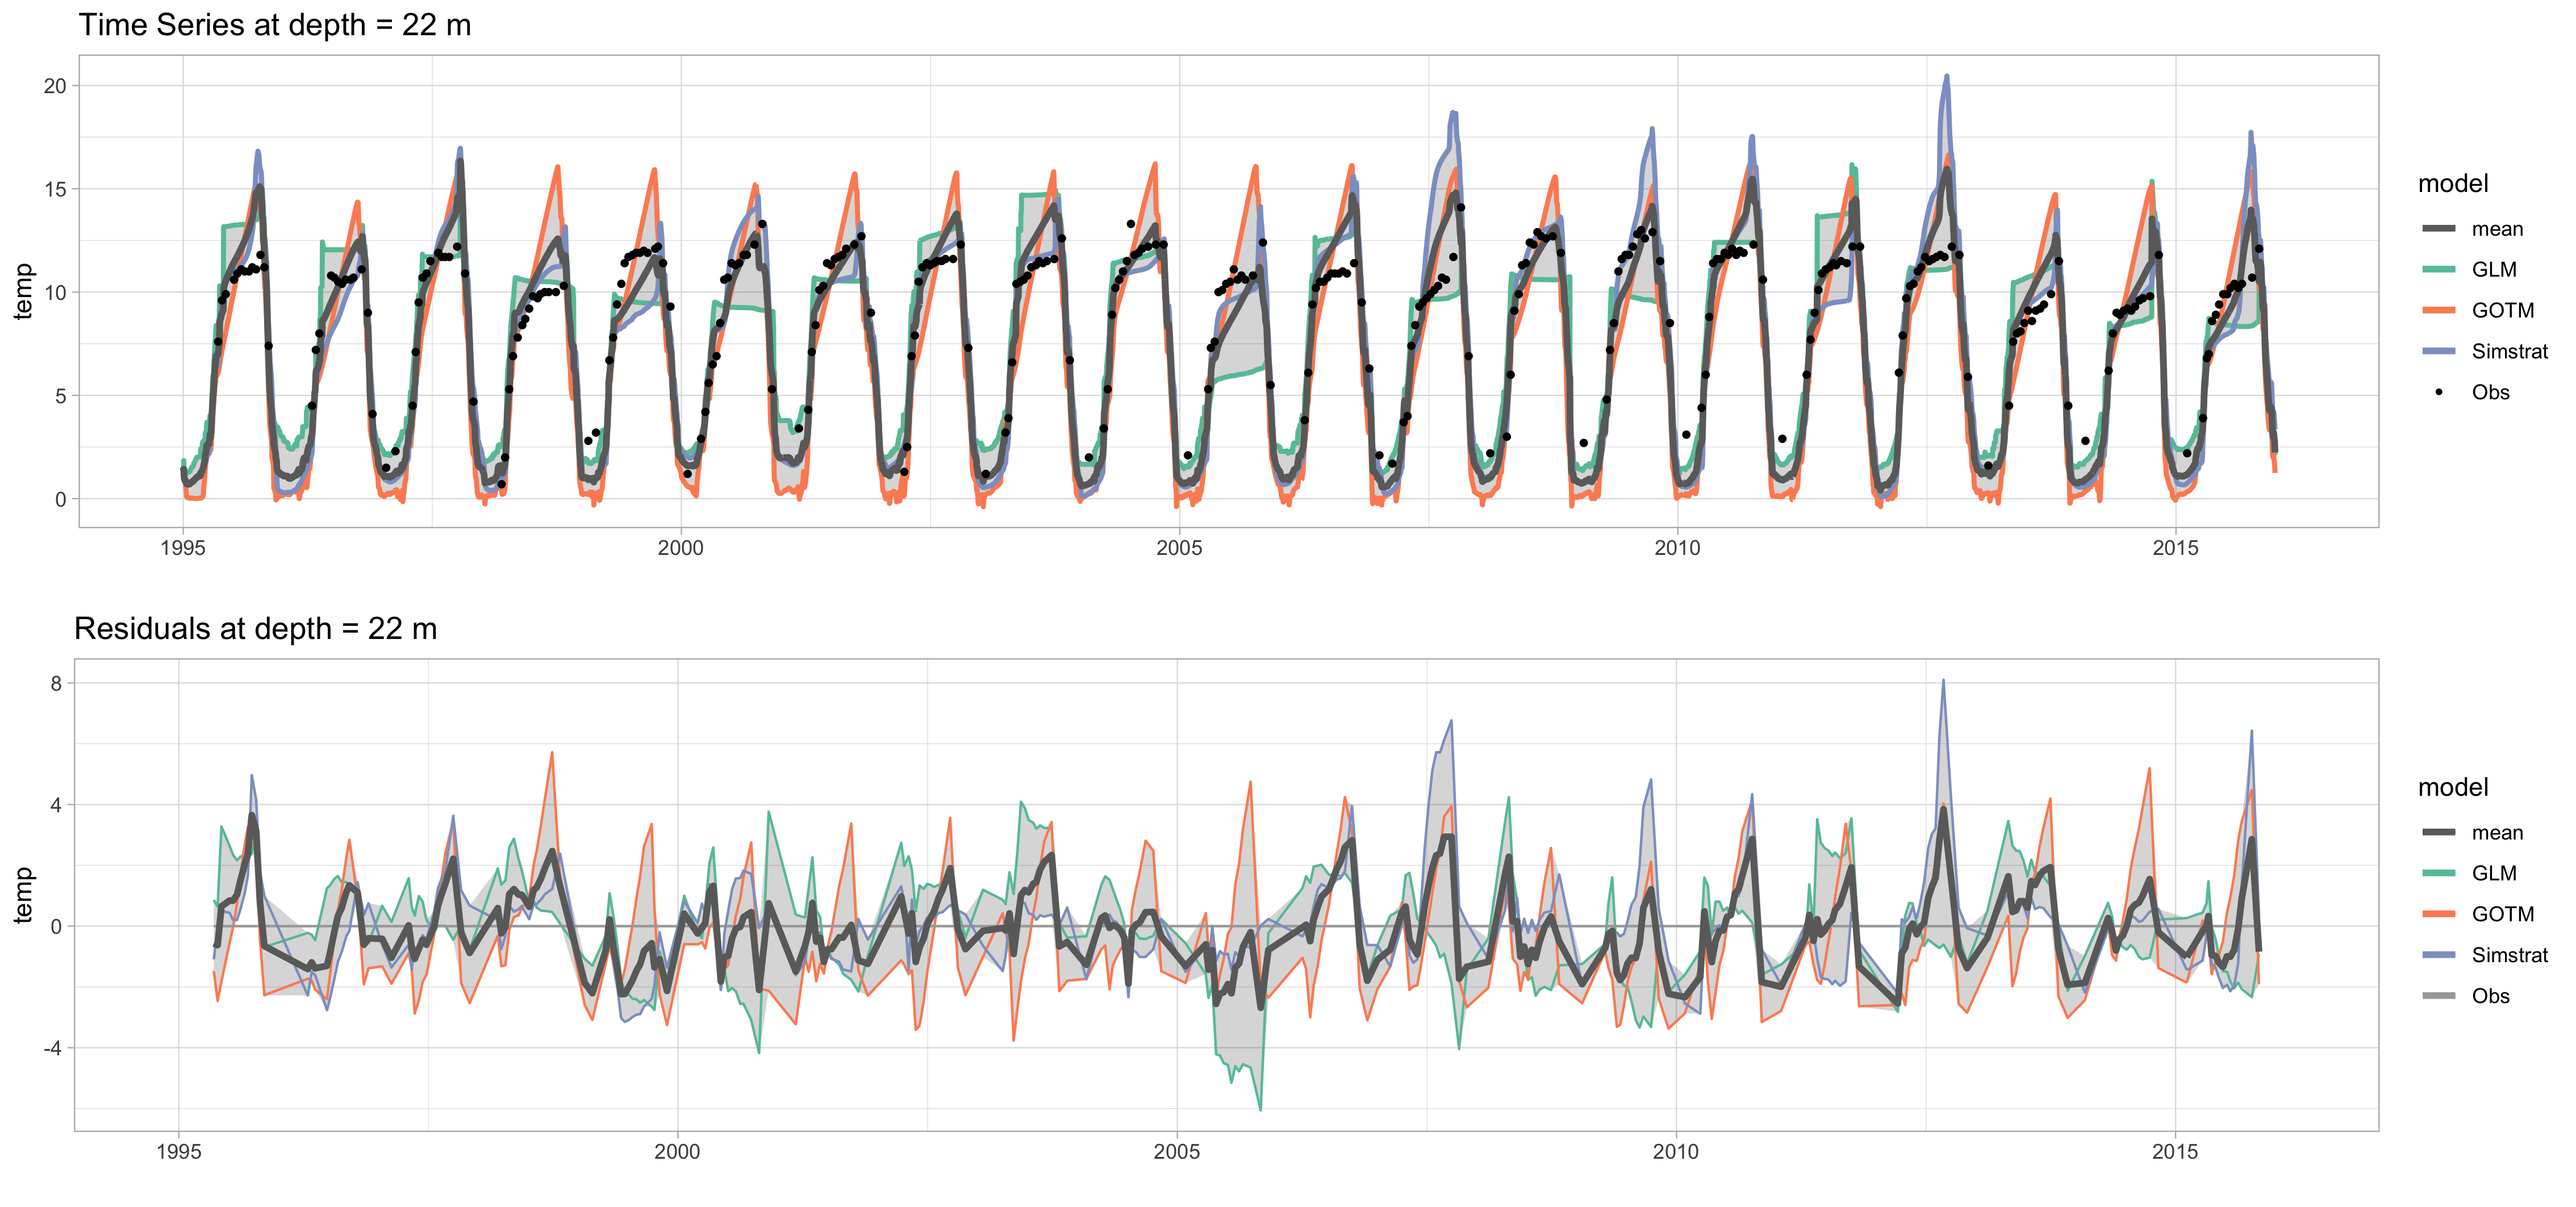 Time Series at depth = 22 m
temp
20
15
10
5
0
1995 2000 2005 2010 2015
model
mean
GLM
GOTM
Simstrat
Obs
Residuals at depth = 22 m
temp
8
4
0
-4
1995 2000 2005 2010 2015
model
mean
GLM
GOTM
Simstrat
Obs